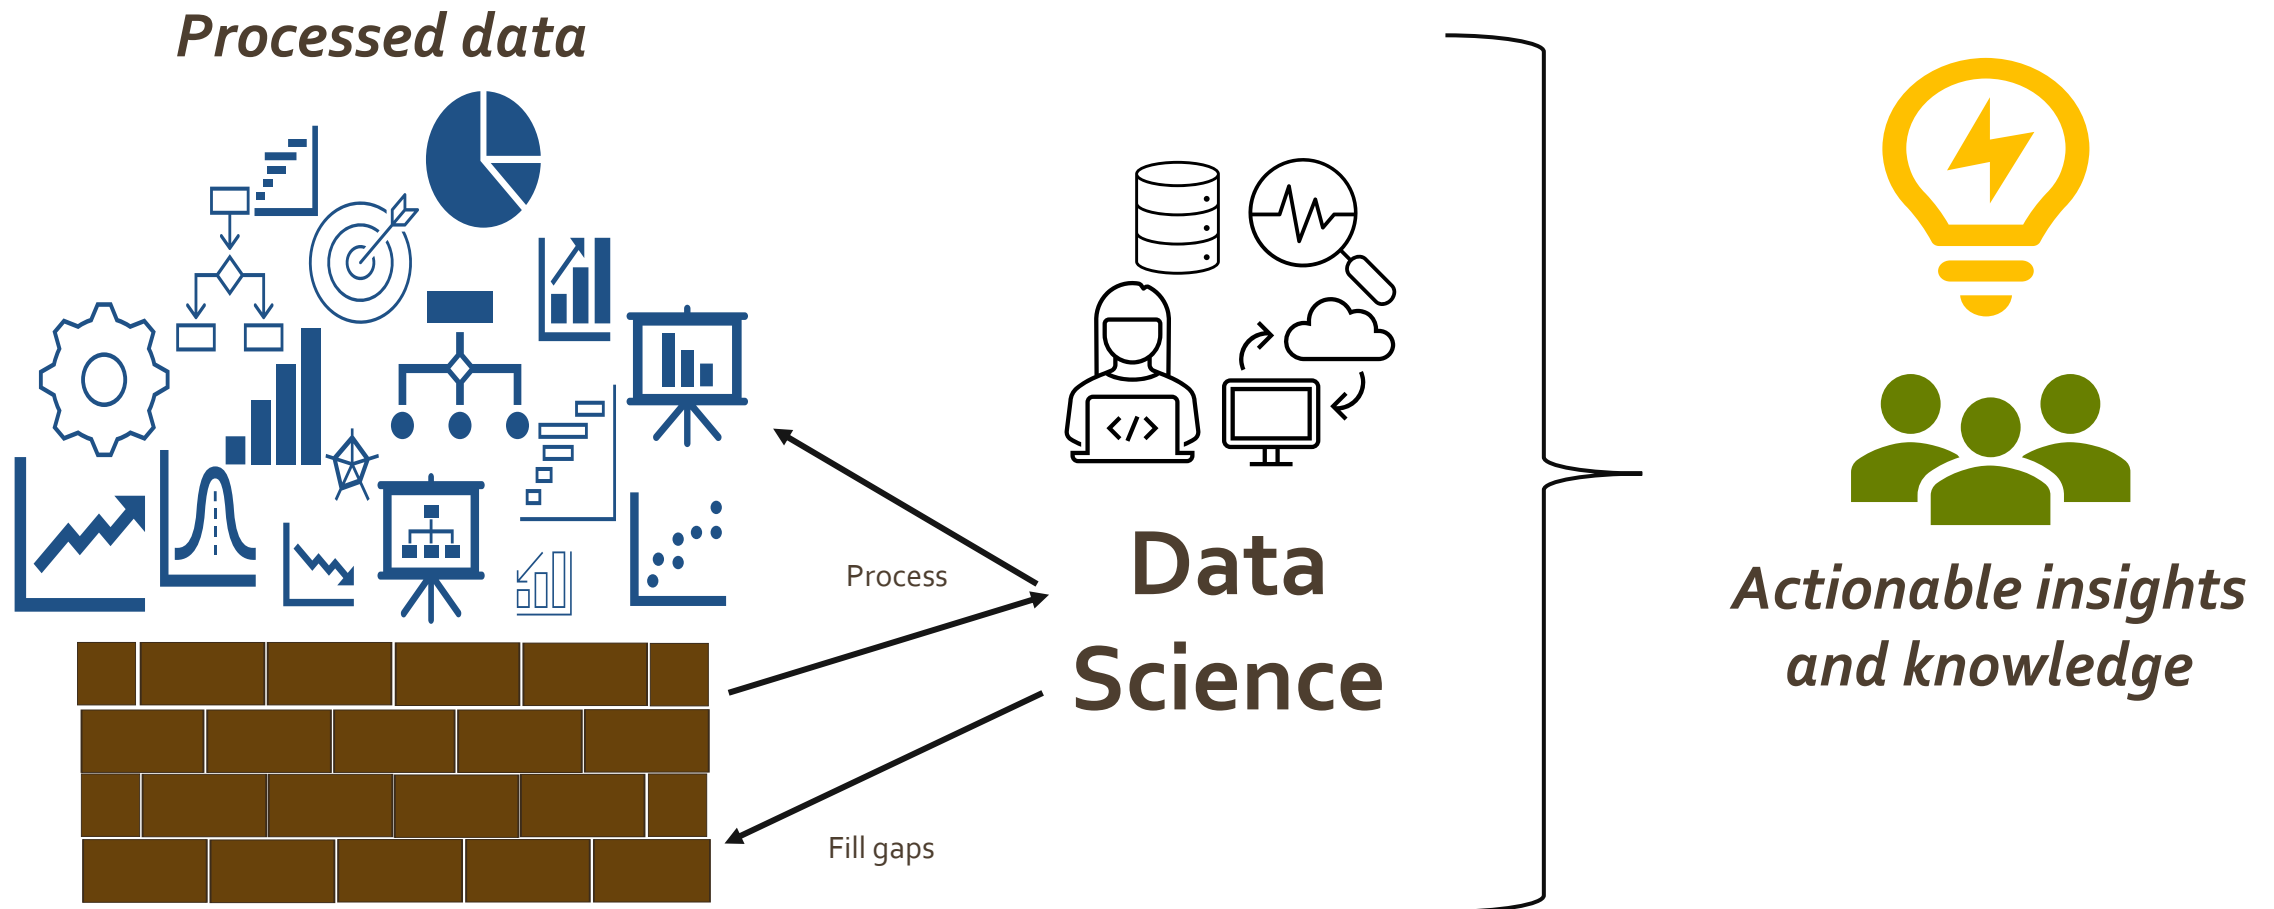 Processed data
</>
Process
Data
Science
Fill gaps
Actionable insights
and knowledge